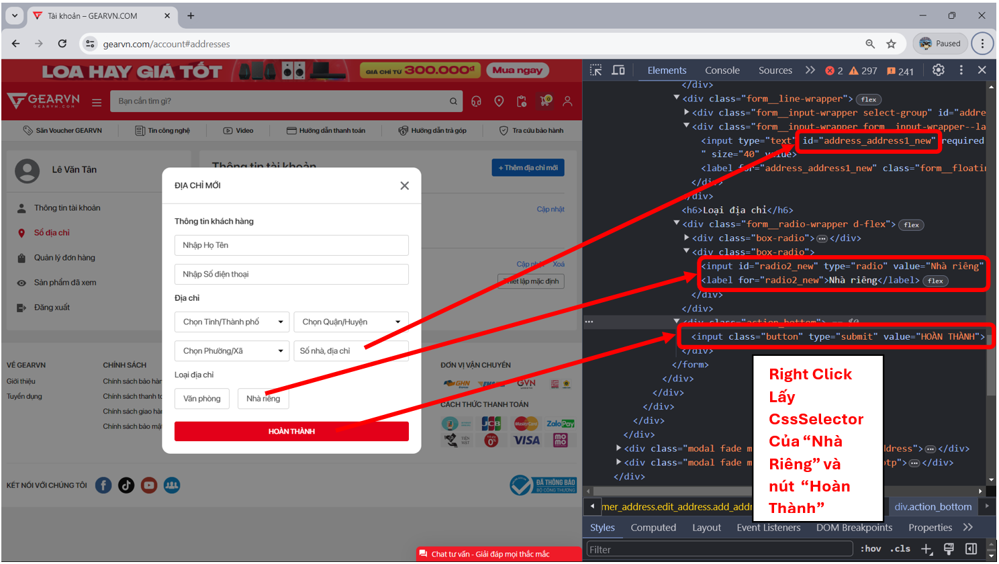 Tài khoản – GEARVN.COM
gearvn.com/account#addresses
Paused
LOA HAY GIÁ TỐT
GIÁ CHỈ TỪ 300.000đ
Mua ngay
GEARVN
GEARVN.COM
Bạn cần tìm gì?
0
Săn Voucher GEARVN
Tin công nghệ
Video
Hướng dẫn thanh toán
Hướng dẫn trả góp
Tra cứu bảo hành
Lê Văn Tân
Thông tin tài khoản
Sổ địa chỉ
Quản lý đơn hàng
Sản phẩm đã xem
Đăng xuất
Thông tin tài khoản
+ Thêm địa chỉ mới
Cập nhật
Cập nhật Xoá
Thiết lập mặc định
ĐỊA CHỈ MỚI
Thông tin khách hàng
Nhập Họ Tên
Nhập Số điện thoại
Địa chỉ
Chọn Tỉnh/Thành phố
Chọn Quận/Huyện
Chọn Phường/Xã
Số nhà, địa chỉ
Loại địa chỉ
Văn phòng
Nhà riêng
HOÀN THÀNH
VỀ GEARVN
Giới thiệu
Tuyển dụng
CHÍNH SÁCH
Chính sách bảo hàn
Chính sách thanh to
Chính sách giao hà
Chính sách bảo mậ
ĐƠN VỊ VẬN CHUYỂN
GHN
GVN
CÁCH THỨC THANH TOÁN
JCB
MasterCard
ZaloPay
TIỀN MẶT
0%
VISA
mo mo
KẾT NỐI VỚI CHÚNG TÔI
ĐÃ THÔNG BÁO
BỘ CÔNG THƯƠNG
Chat tư vấn - Giải đáp mọi thắc mắc
Elements
Console
Sources
2
297
241
</div>
<div class="form__line-wrapper"> flex
<div class="form__input-wrapper select-group" id="addre
<div class="form__input-wrapper form__input-wrapper--la
<input type="text" id="address_address1_new" required
" size="40" value>
<label for="address_address1_new" class="form__floatin
</div>
</div>
<h6>Loại địa chỉ</h6>
<div class="form__radio-wrapper d-flex"> flex
<div class="box-radio"> ••• </div>
<div class="box-radio">
<input id="radio2_new" type="radio" value="Nhà riêng"
<label for="radio2_new">Nhà riêng</label> flex
</div>
</div>
••• <div class="action_bottom"> == $0
<input class="button" type="submit" value="HOÀN THÀNH">
</div>
</form>
</div>
</div>
</div>
</div>
</div>
<div class="modal fade m
dress"> ••• </div>
<div class="modal fade m
otp"> ••• </div>
</div>
Right Click
Lấy
CssSelector
Của “Nhà
Riêng” và
nút “Hoàn
Thành”
mer_address.edit_address.add_addr
div.action_bottom
Styles
Computed
Layout
Event Listeners
DOM Breakpoints
Properties
Filter
:hov
.cls